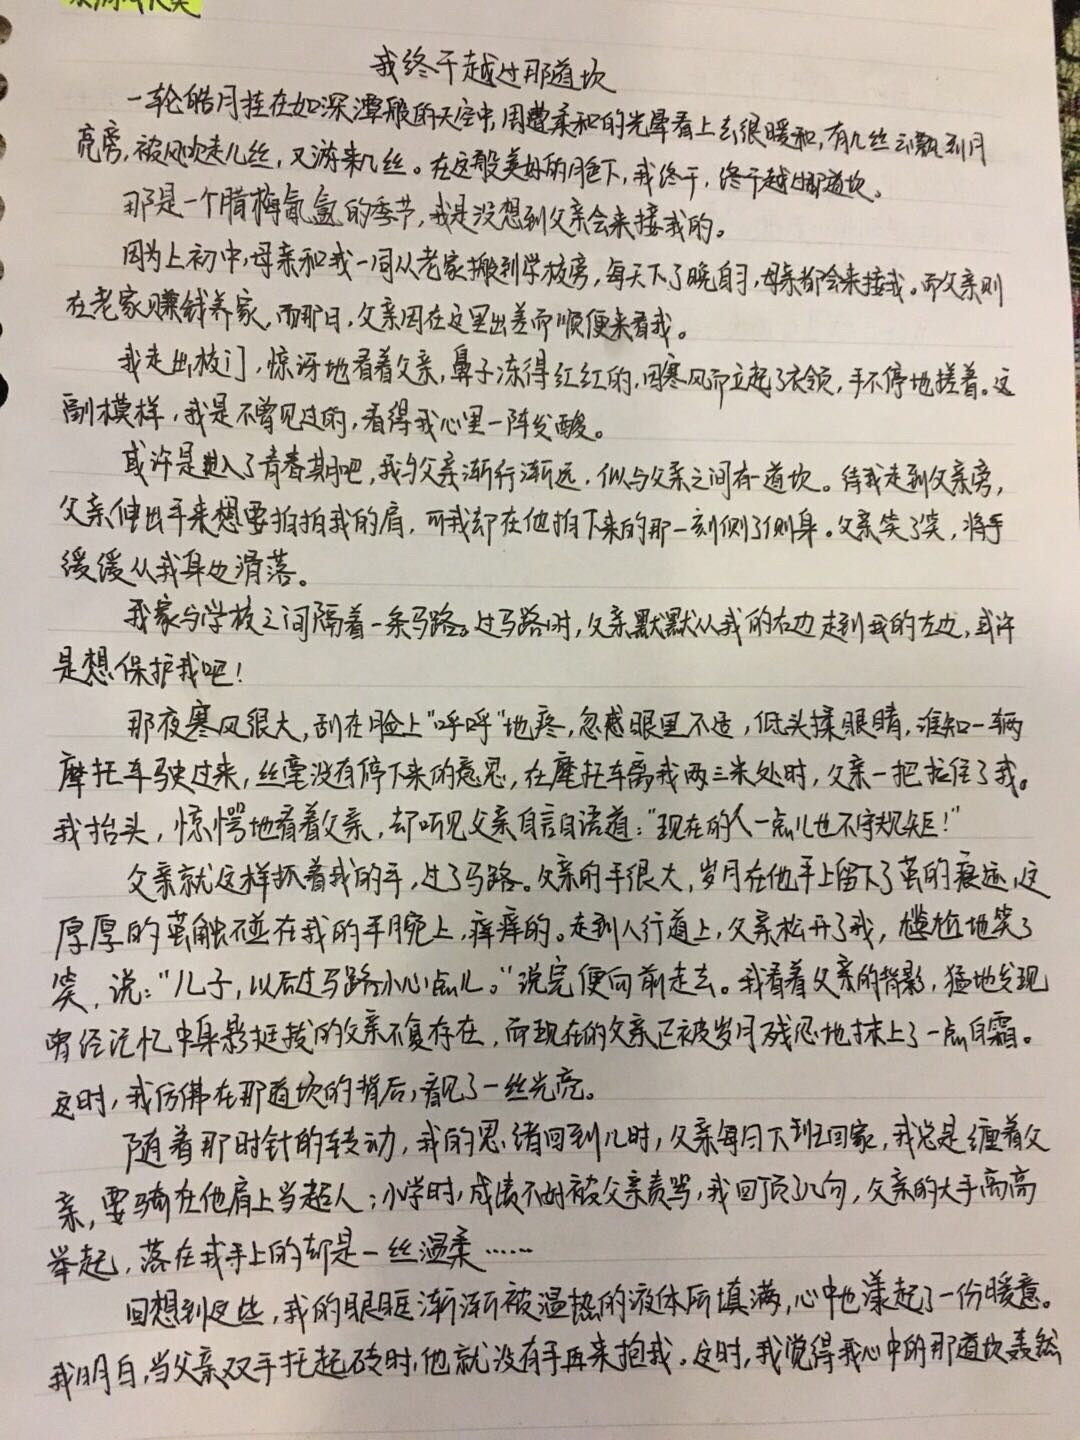 我终于越过那道坎
一轮皓月挂在如深潭般的天空中,周遭柔和的光晕看上去很暖和,有几丝云飘到月
亮旁,被风吹走几丝,又游来几丝。在这般美好的月色下,我终于,终于越过那道坎。
那是一个腊梅氤氲的季节,我是没想到父亲会来接我的。
因为上初中,母亲和我一同从老家搬到学校旁,每天下了晚自习,母亲都会来接我。而父亲则
在老家赚钱养家,而那日,父亲因在这里出差而顺便来看我。
我走出校门,惊讶地看着父亲,鼻子冻得红红的,因寒风而立起了衣领,手不停地搓着。这
副模样,我是不曾见过的,看得我心里一阵发酸。
或许是进入了青春期吧,我与父亲渐行渐远,似与父亲之间有一道坎。待我走到父亲旁,
父亲伸出手来想要拍拍我的肩,而我却在他拍下来的那一刻侧了侧身。父亲笑了笑,将手
缓缓从我身边滑落。
我家与学校之间隔着一条马路。过马路时,父亲默默从我的右边走到我的左边,或许
是想保护我吧!
那夜寒风很大,刮在脸上"呼呼"地疼,忽感眼里不适,低头揉眼睛,谁知一辆
摩托车驶过来,丝毫没有停下来的意思,在摩托车离我两三米处时,父亲一把拉住了我。
我抬头,惊愕地看着父亲,却听见父亲自言自语道:"现在的人一点儿也不守规矩!"
父亲就这样抓着我的手,过了马路。父亲的手很大,岁月在他手上留下了茧的痕迹,这
厚厚的茧触碰在我的手腕上,痒痒的。走到人行道上,父亲松开了我,尴尬地笑了
笑,说:"儿子,以后过马路小心点儿。"说完便向前走去。我看着父亲的背影,猛地发现
曾经记忆中身影挺拔的父亲不复存在,而现在的父亲已被岁月残忍地抹上了一点白霜。
这时,我仿佛在那道坎的背后,看见了一丝光亮。
随着那时针的转动,我的思绪回到儿时,父亲每日下班回家,我总是缠着父
亲,要骑在他肩上当超人;小学时,成绩不好被父亲责骂,我回顶了几句,父亲的大手高高
举起,落在我手上的却是一丝温柔……
回想到这些,我的眼眶渐渐被温热的液体所填满,心中也漾起了一份暖意。
我明白,当父亲双手托起砖时,他就没有手再来抱我。这时,我觉得我心中的那道坎轰然